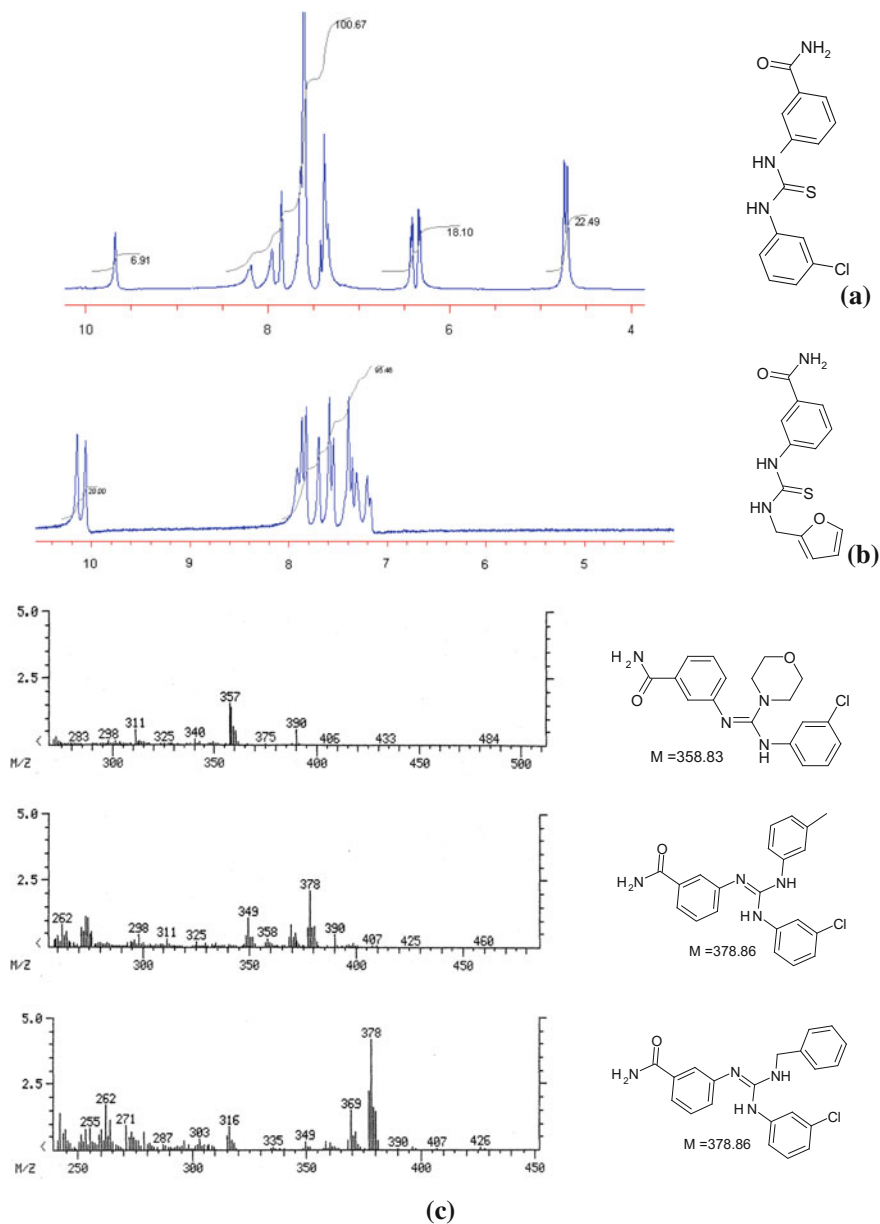 100.67
6.91
18.10
22.49
10 8 6 4
O NH2
HN
S
HN
Cl
(a)
95.46
10 8 7 6 5
O NH2
HN
S
HN
O
(b)
5.0
2.5
283 298 311 325 340 357 375 390 406 433 484
M/Z 300 350 400 450 500
O
H2N
O
N
N
NH
Cl
M =358.83
5.0
2.5
262 298 311 325 349 358 378 390 407 425 460
M/Z 300 350 400 450
O
H2N
N
NH
HN
Cl
M =378.86
5.0
2.5
255 262 271 287 303 316 335 349 369 378 390 407 426
M/Z 250 300 350 400 450
O
H2N
N
NH
HN
Cl
M =378.86
(c)